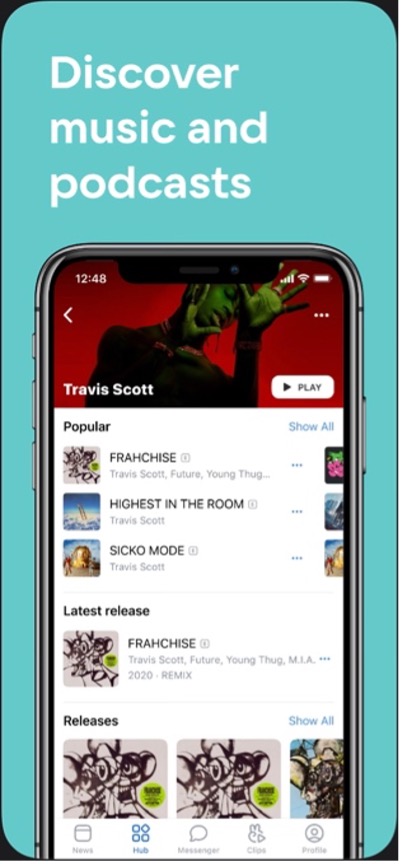 Discover
music and
podcasts
12:48
Travis Scott
PLAY
Popular
Show All
FRAHCHISE E
Travis Scott, Future, Young Thug...
HIGHEST IN THE ROOM E
Travis Scott
SICKO MODE E
Travis Scott
Latest release
FRAHCHISE E
Travis Scott, Future, Young Thug, M.I.A.
2020 · REMIX
Releases
Show All
News
Hub
Messenger
Clips
Profile